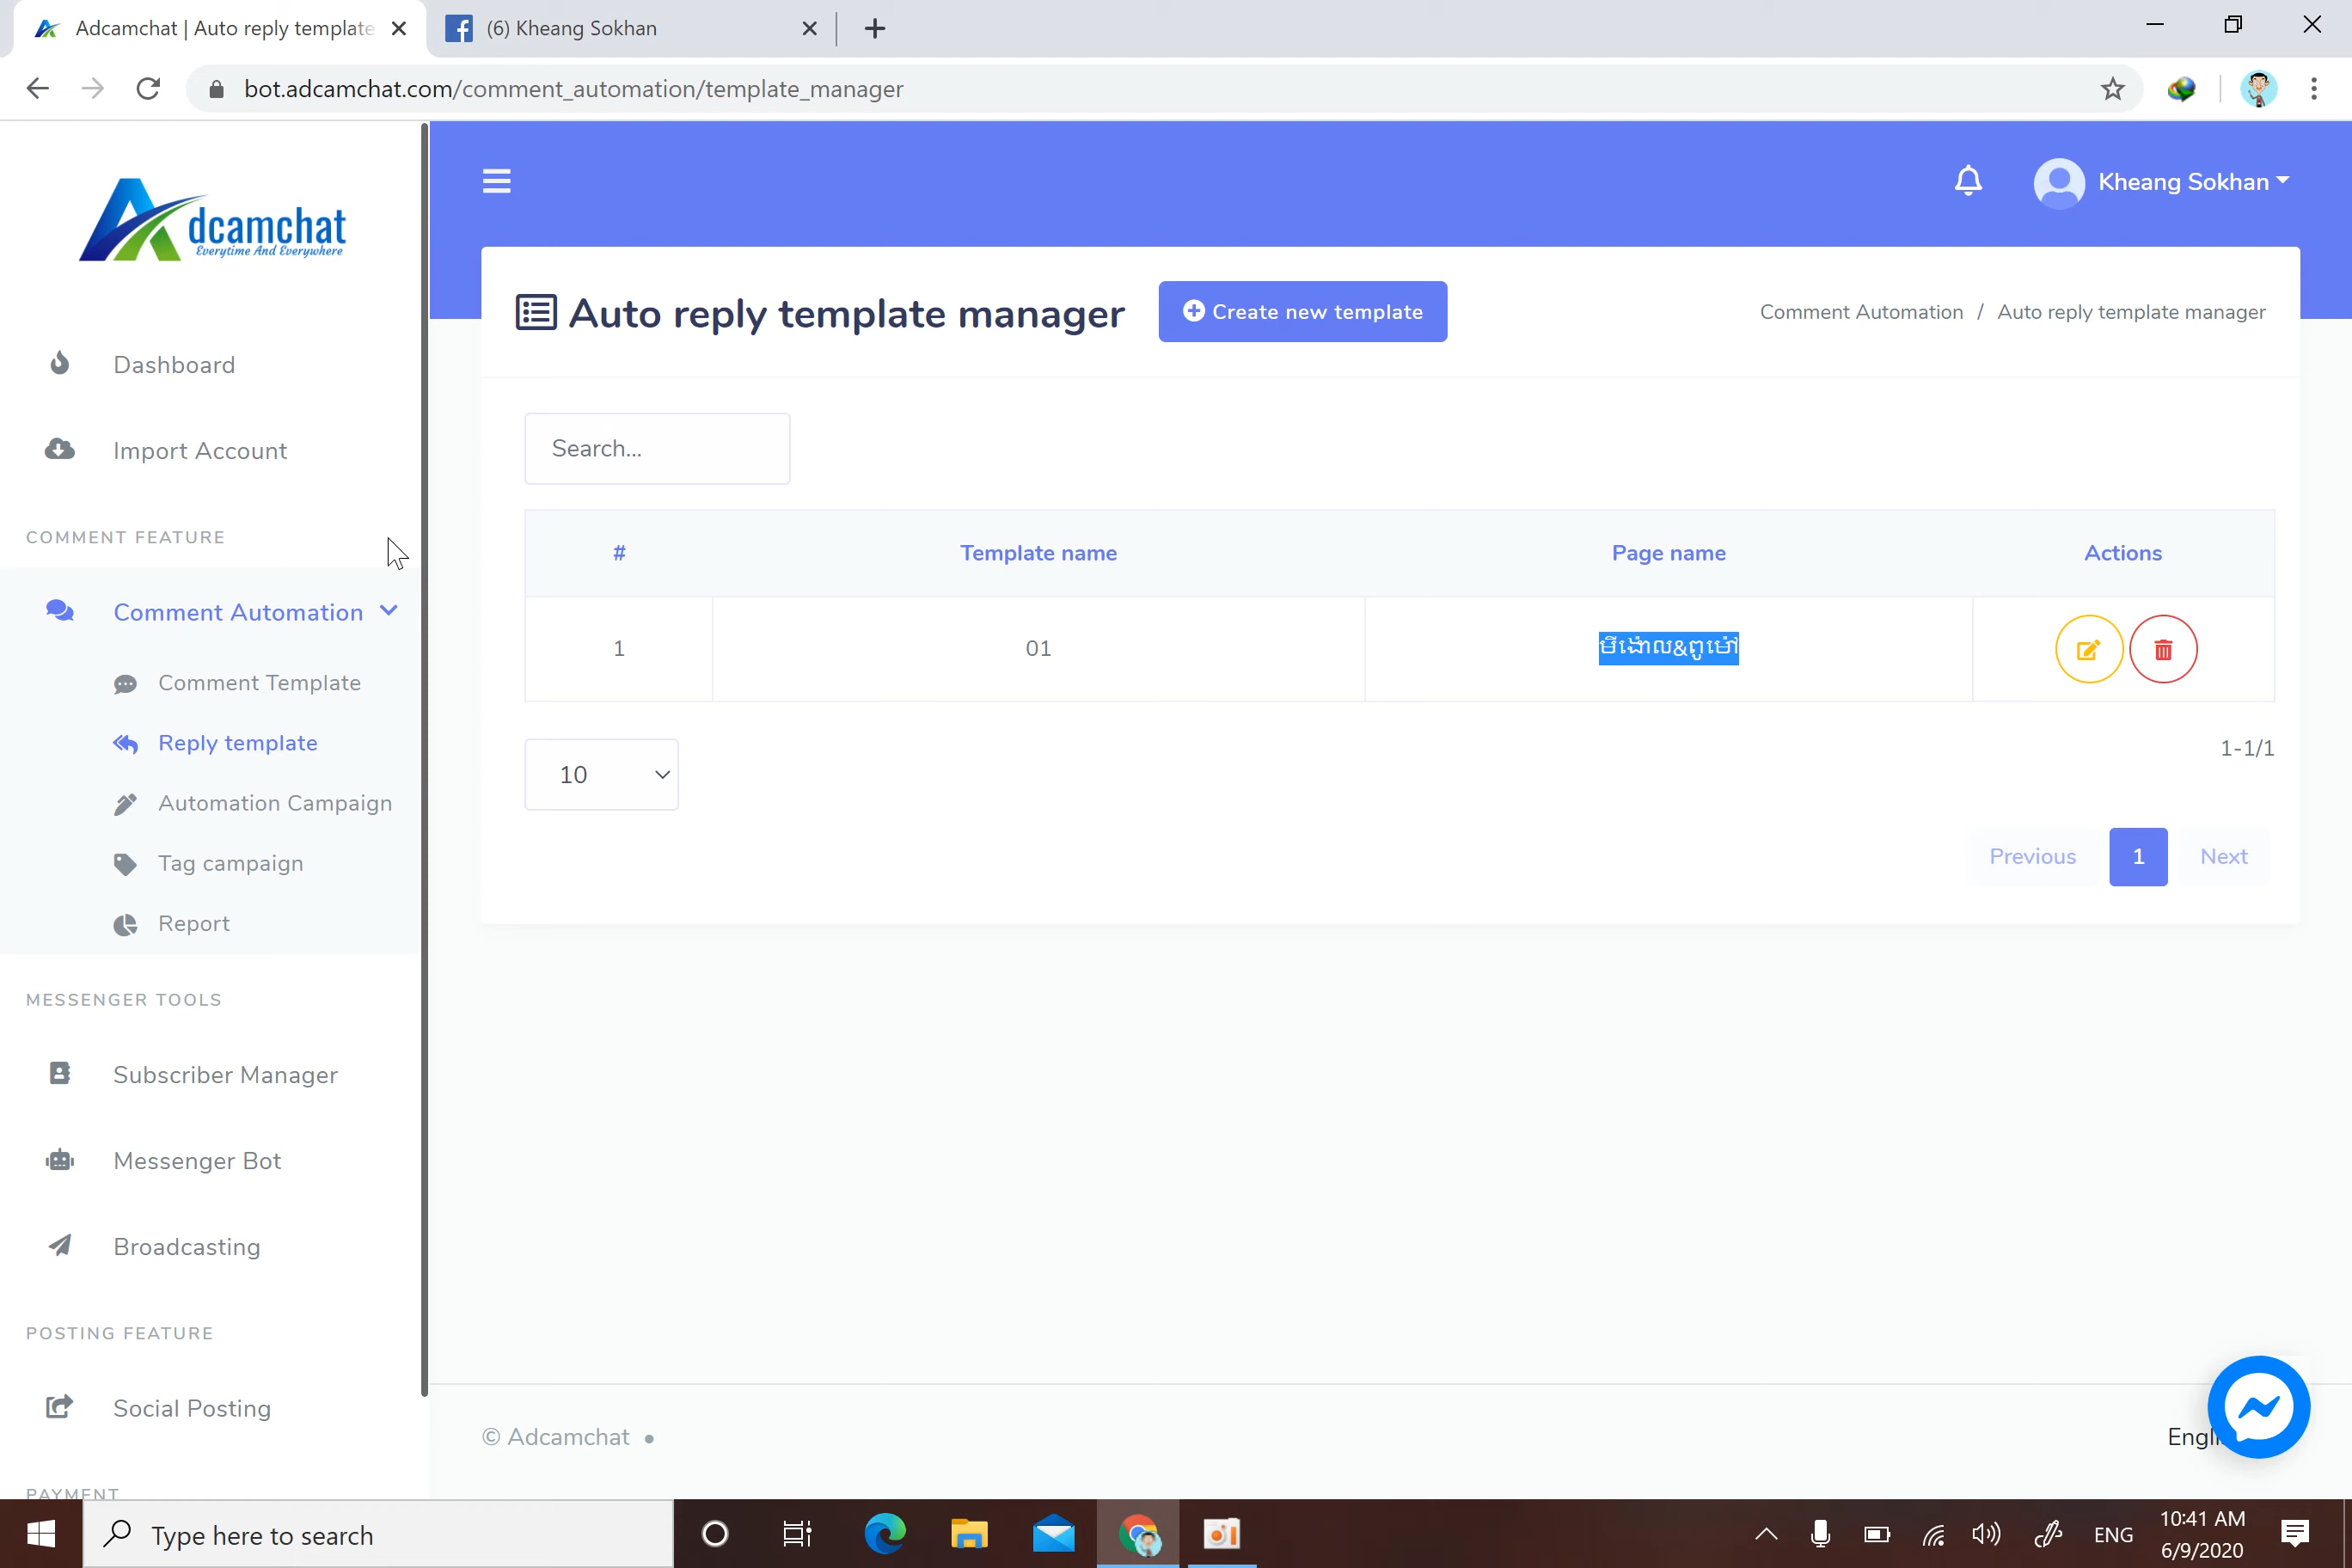 Adcamchat | Auto reply template
(6) Kheang Sokhan
bot.adcamchat.com/comment_automation/template_manager
Adcamchat
Everytime And Everywhere
Kheang Sokhan
Auto reply template manager
Create new template
Comment Automation / Auto reply template manager
Dashboard
Import Account
COMMENT FEATURE
Comment Automation
Comment Template
Reply template
Automation Campaign
Tag campaign
Report
MESSENGER TOOLS
Subscriber Manager
Messenger Bot
Broadcasting
POSTING FEATURE
Social Posting
PAYMENT
Search...
# Template name Page name Actions
1 01 មីងោល&ពូម៉ៅ
10
1-1/1
Previous 1 Next
© Adcamchat •
Type here to search
ENG
10:41 AM
6/9/2020